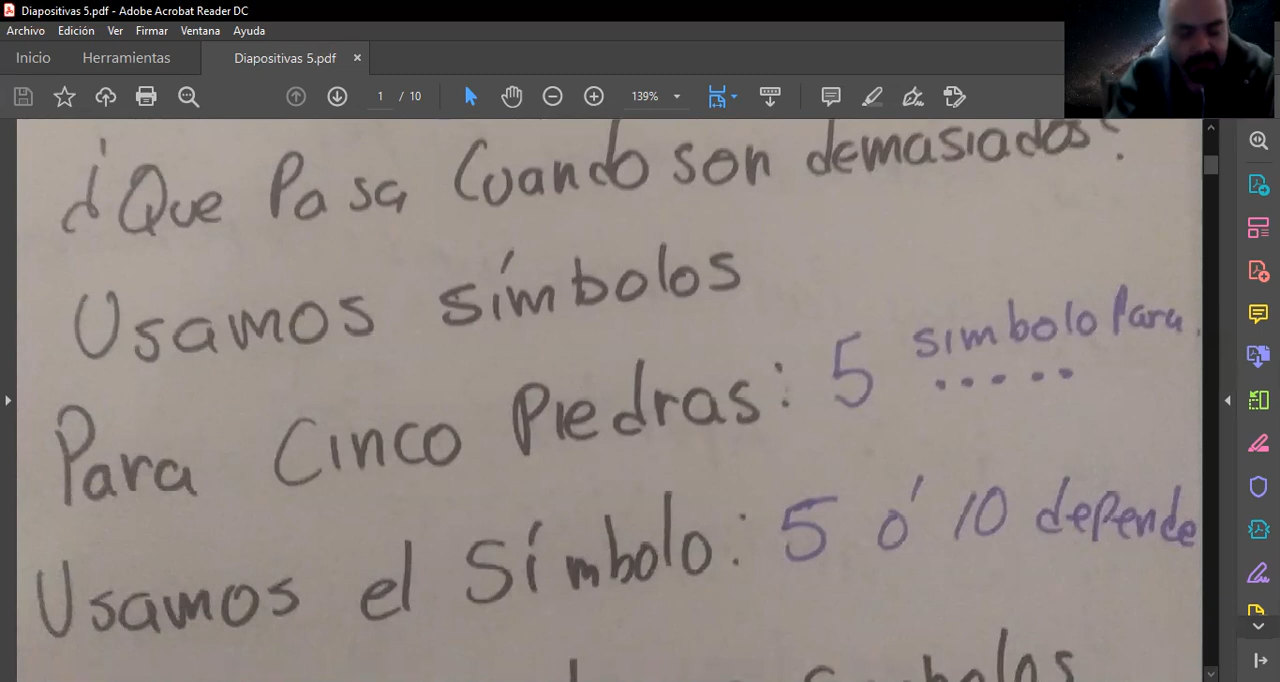 Diapositivas 5.pdf - Adobe Acrobat Reader DC
Archivo Edición Ver Firmar Ventana Ayuda
Inicio Herramientas Diapositivas 5.pdf ×
1 / 10 139%
¿Que Pasa Cuando son demasiados?
Usamos símbolos
Para Cinco Piedras: 5 simbolo Para
• • • • •
Usamos el Símbolo: 5 ó 10 depende